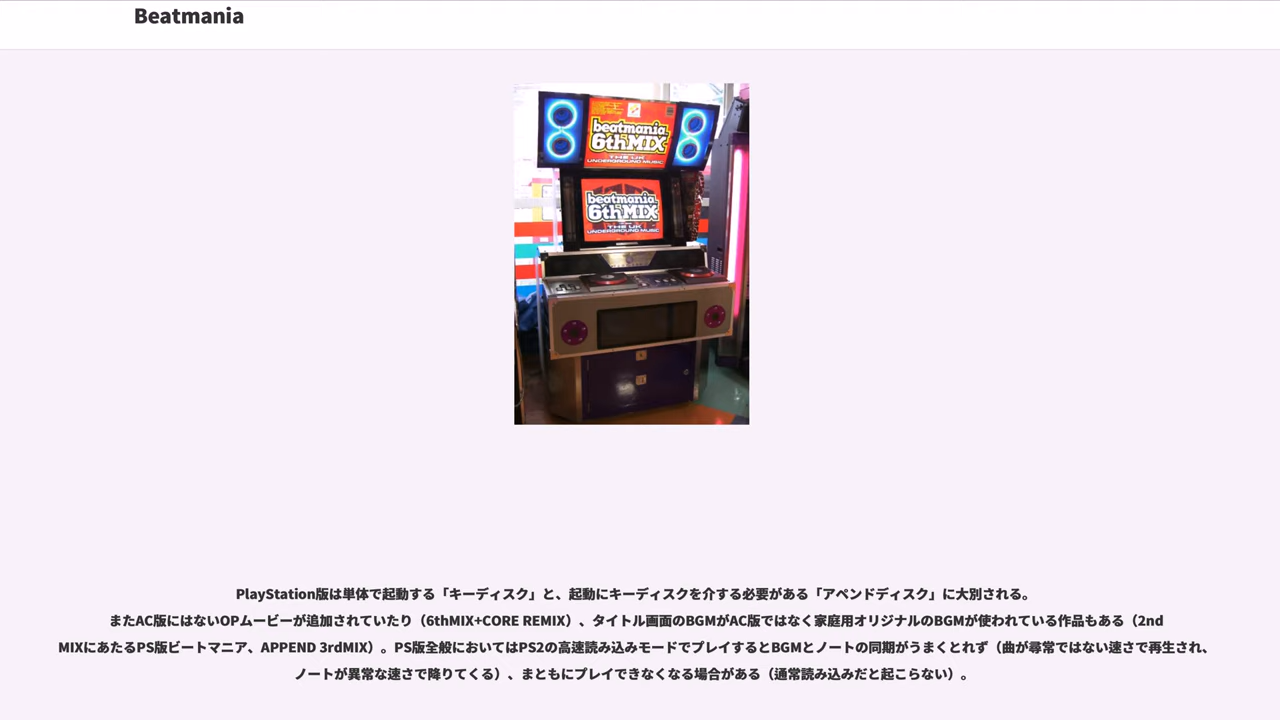 Beatmania
beatmania
6thMIX
THE UK
UNDERGROUND MUSIC
beatmania
6thMIX
THE UK
UNDERGROUND MUSIC
PlayStation版は単体で起動する「キーディスク」と、起動にキーディスクを介する必要がある「アペンドディスク」に大別される。
またAC版にはないOPムービーが追加されていたり（6thMIX+CORE REMIX）、タイトル画面のBGMがAC版ではなく家庭用オリジナルのBGMが使われている作品もある（2nd
MIXにあたるPS版ビートマニア、APPEND 3rdMIX）。PS版全般においてはPS2の高速読み込みモードでプレイするとBGMとノートの同期がうまくとれず（曲が尋常ではない速さで再生され、
ノートが異常な速さで降りてくる）、まともにプレイできなくなる場合がある（通常読み込みだと起こらない）。